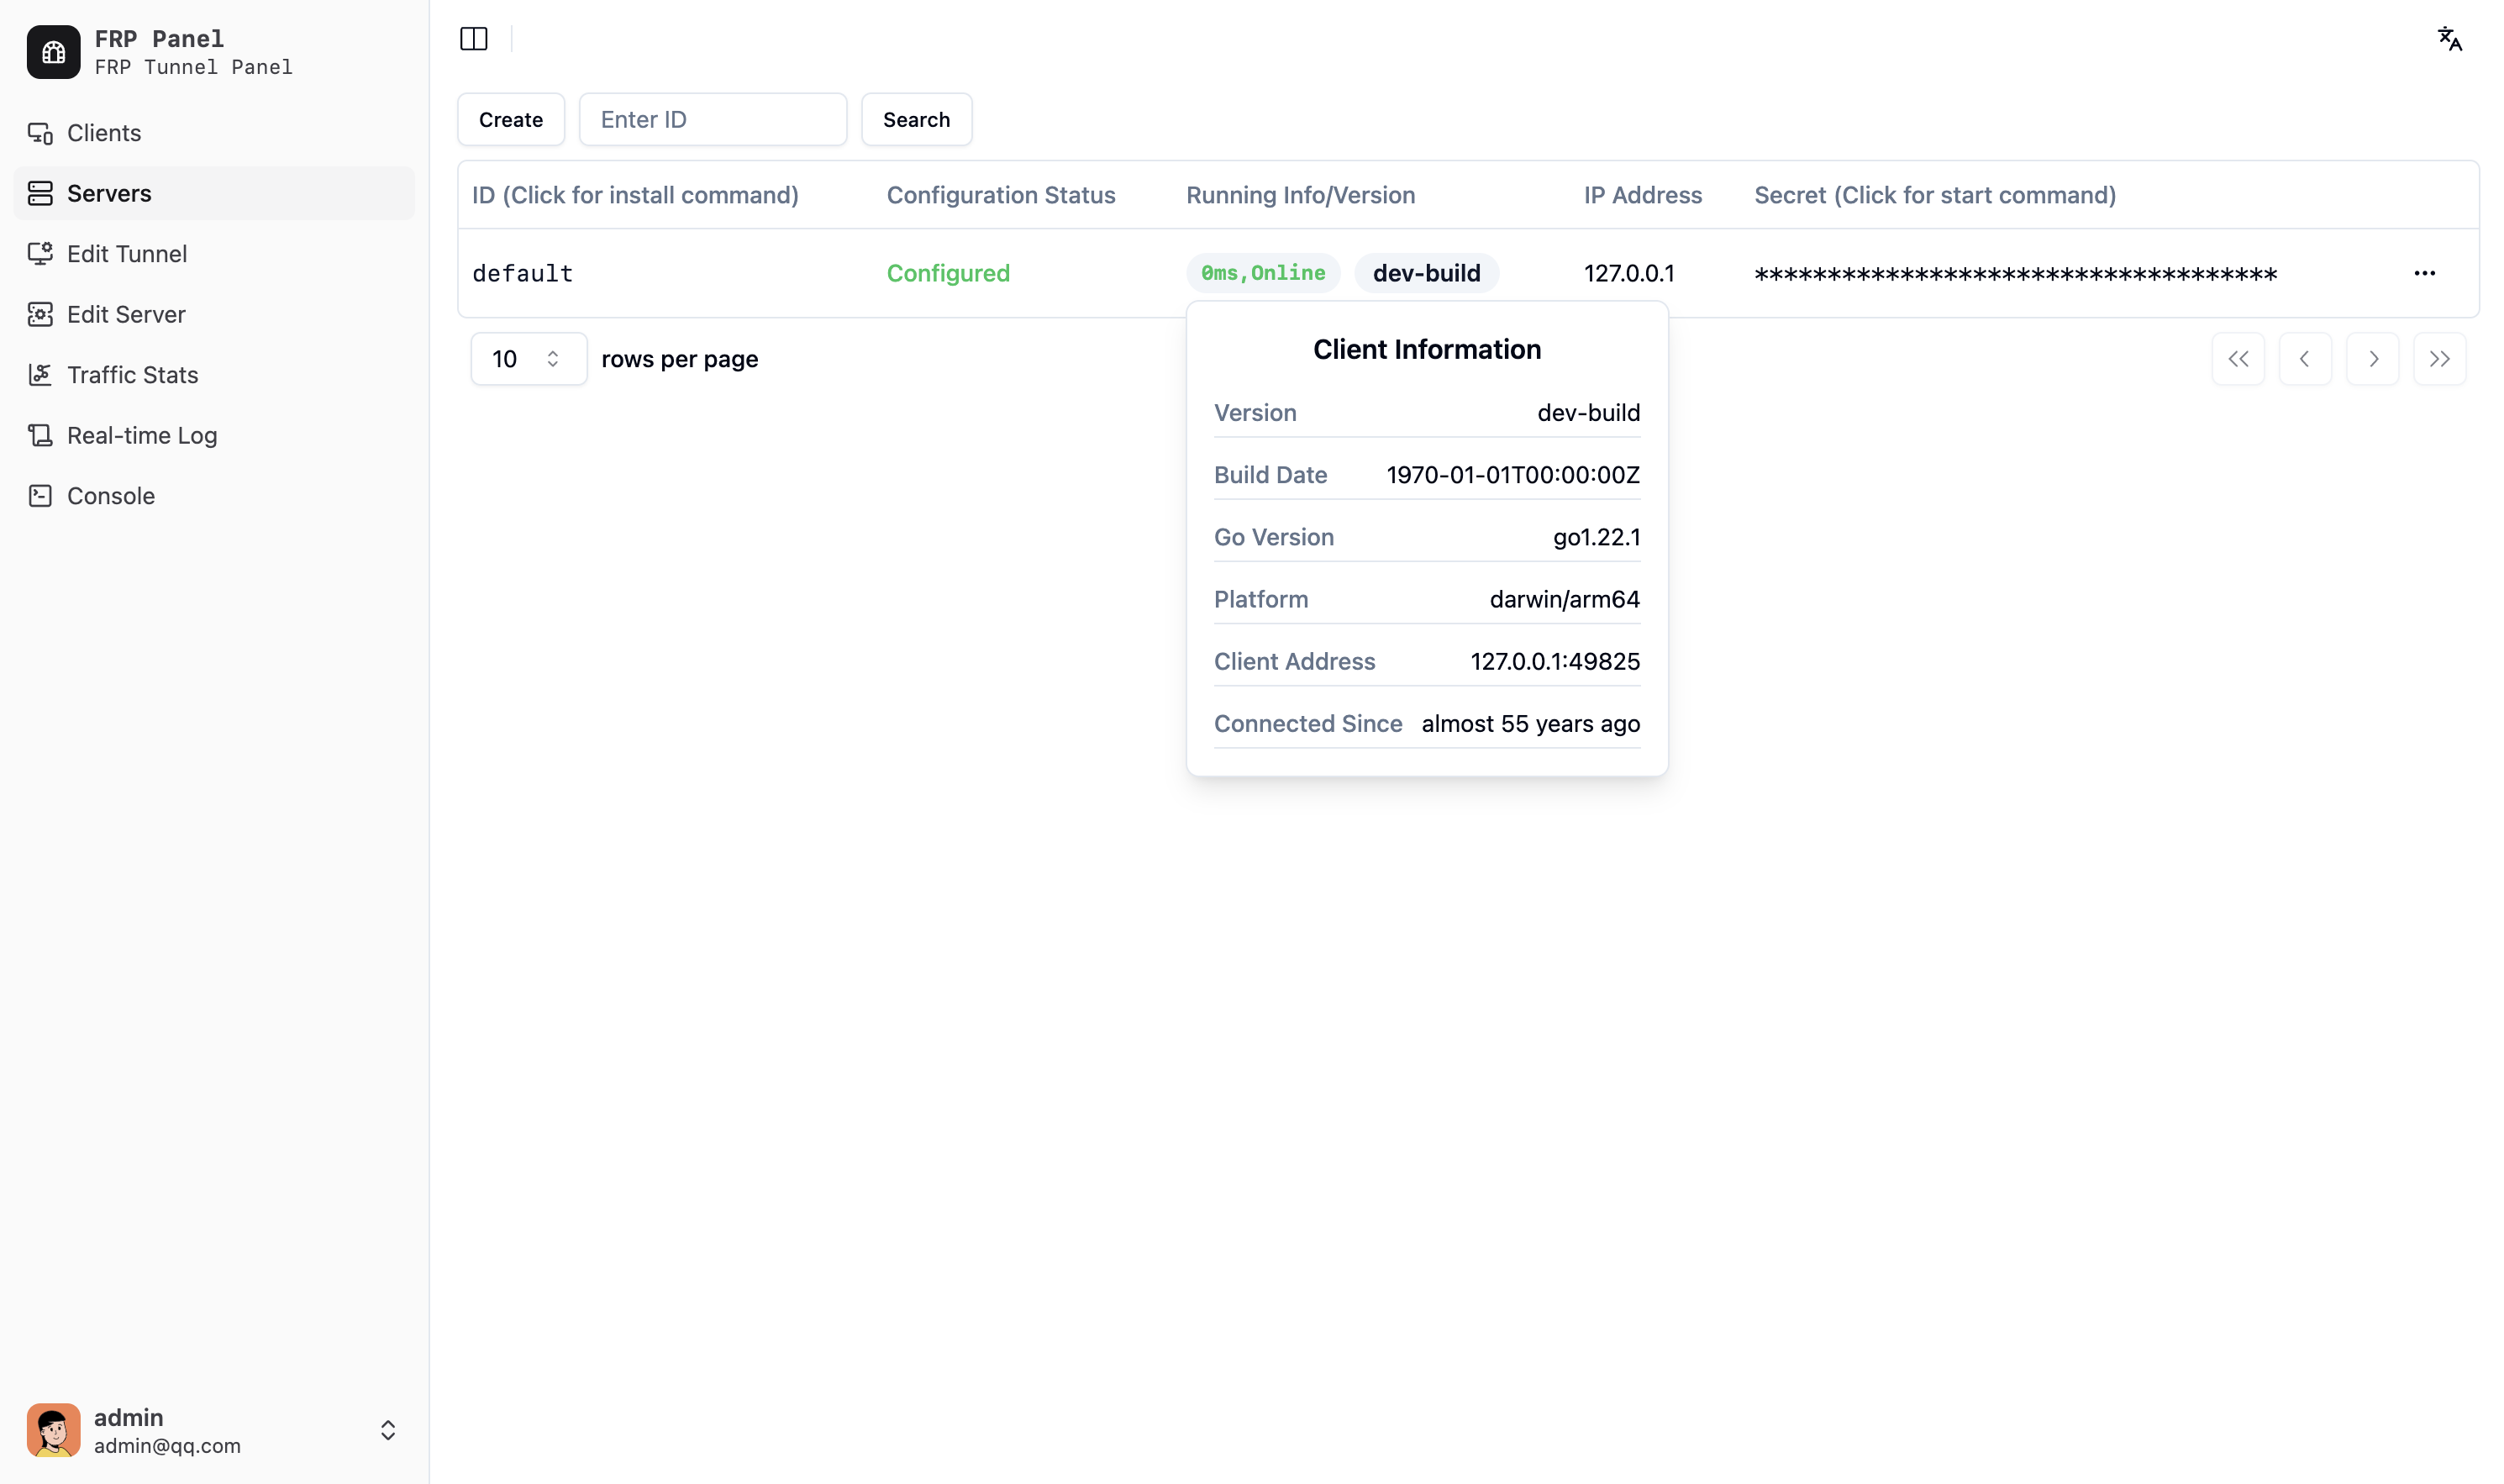 FRP Panel
FRP Tunnel Panel
Clients
Servers
Edit Tunnel
Edit Server
Traffic Stats
Real-time Log
Console
admin
admin@qq.com
Create
Enter ID
Search
ID (Click for install command) Configuration Status Running Info/Version IP Address Secret (Click for start command)
default Configured 0ms,Online dev-build 127.0.0.1 ************************************
10 rows per page
Client Information
Version dev-build
Build Date 1970-01-01T00:00:00Z
Go Version go1.22.1
Platform darwin/arm64
Client Address 127.0.0.1:49825
Connected Since almost 55 years ago